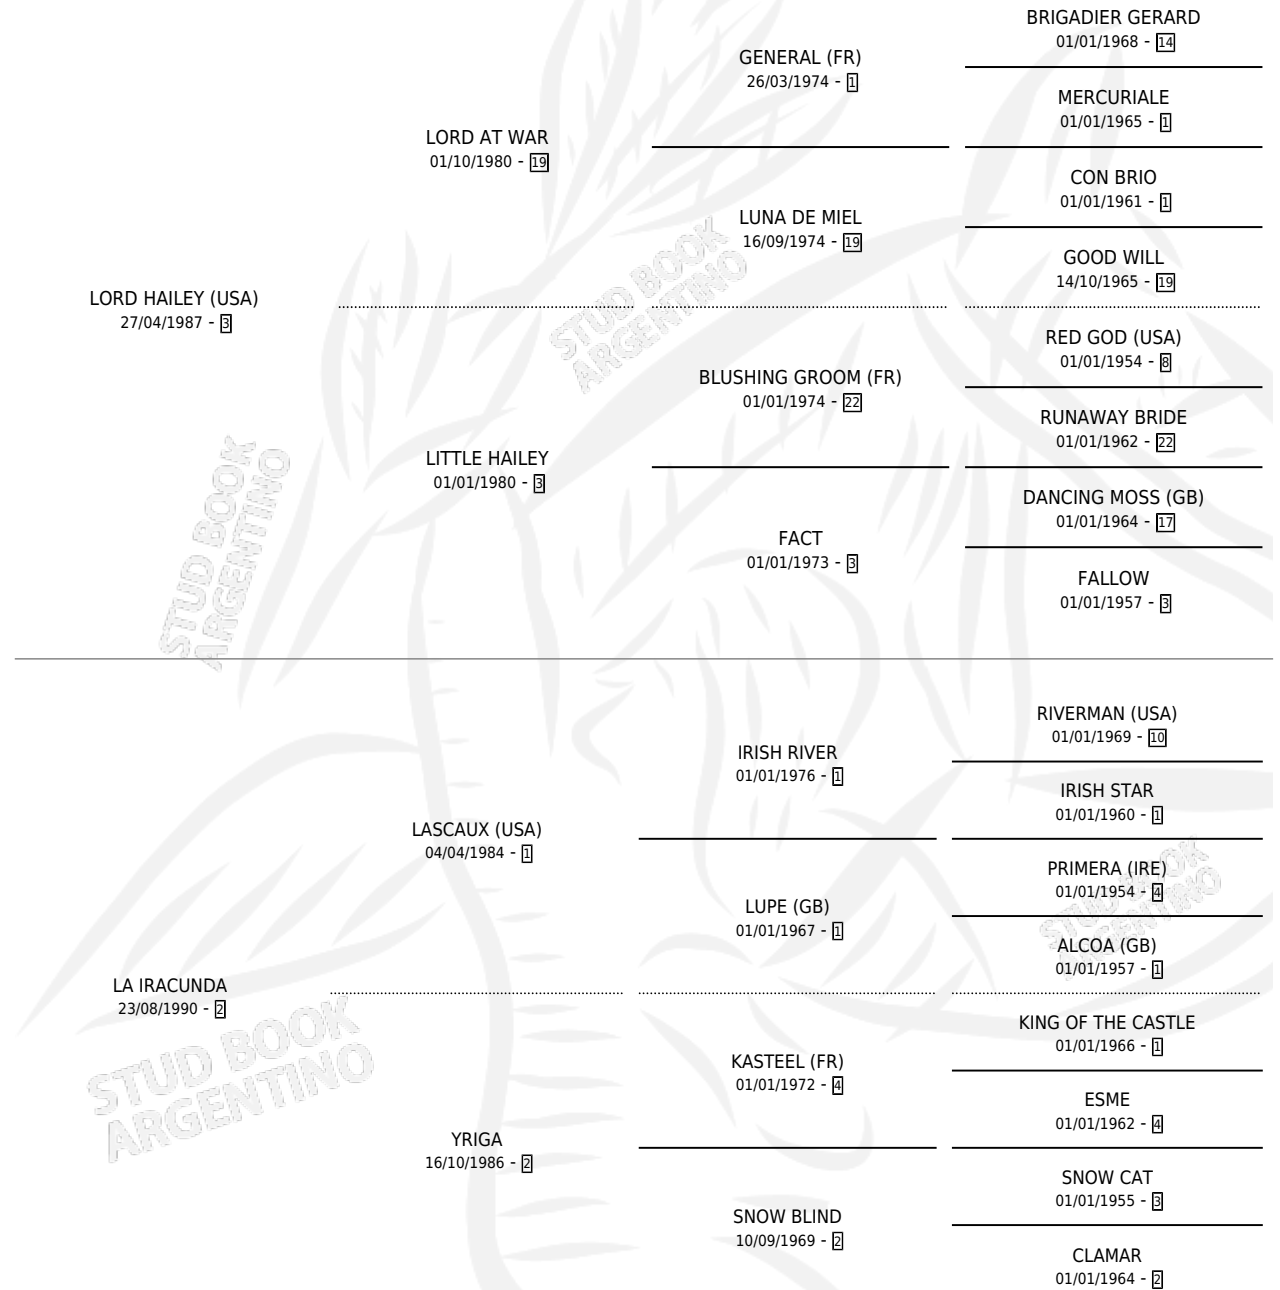 BRIGADIER GERARD
01/01/1968 - 14
GENERAL (FR)
26/03/1974 - 1
MERCURIALE
01/01/1965 - 1
LORD AT WAR
01/10/1980 - 19
CON BRIO
01/01/1961 - 1
LUNA DE MIEL
16/09/1974 - 19
GOOD WILL
14/10/1965 - 19
LORD HAILEY (USA)
27/04/1987 - 3
RED GOD (USA)
01/01/1954 - 8
BLUSHING GROOM (FR)
01/01/1974 - 22
RUNAWAY BRIDE
01/01/1962 - 22
LITTLE HAILEY
01/01/1980 - 3
DANCING MOSS (GB)
01/01/1964 - 17
FACT
01/01/1973 - 3
FALLOW
01/01/1957 - 3
RIVERMAN (USA)
01/01/1969 - 10
IRISH RIVER
01/01/1976 - 1
IRISH STAR
01/01/1960 - 1
LASCAUX (USA)
04/04/1984 - 1
PRIMERA (IRE)
01/01/1954 - 4
LUPE (GB)
01/01/1967 - 1
ALCOA (GB)
01/01/1957 - 1
LA IRACUNDA
23/08/1990 - 2
KING OF THE CASTLE
01/01/1966 - 1
KASTEEL (FR)
01/01/1972 - 4
ESME
01/01/1962 - 4
YRIGA
16/10/1986 - 2
SNOW CAT
01/01/1955 - 3
SNOW BLIND
10/09/1969 - 2
CLAMAR
01/01/1964 - 2
STUD BOOK
ARGENTINO
STUD BOOK
ARGENTINO
STUD BOOK
ARGENTINO
STUD BOOK
ARGENTINO